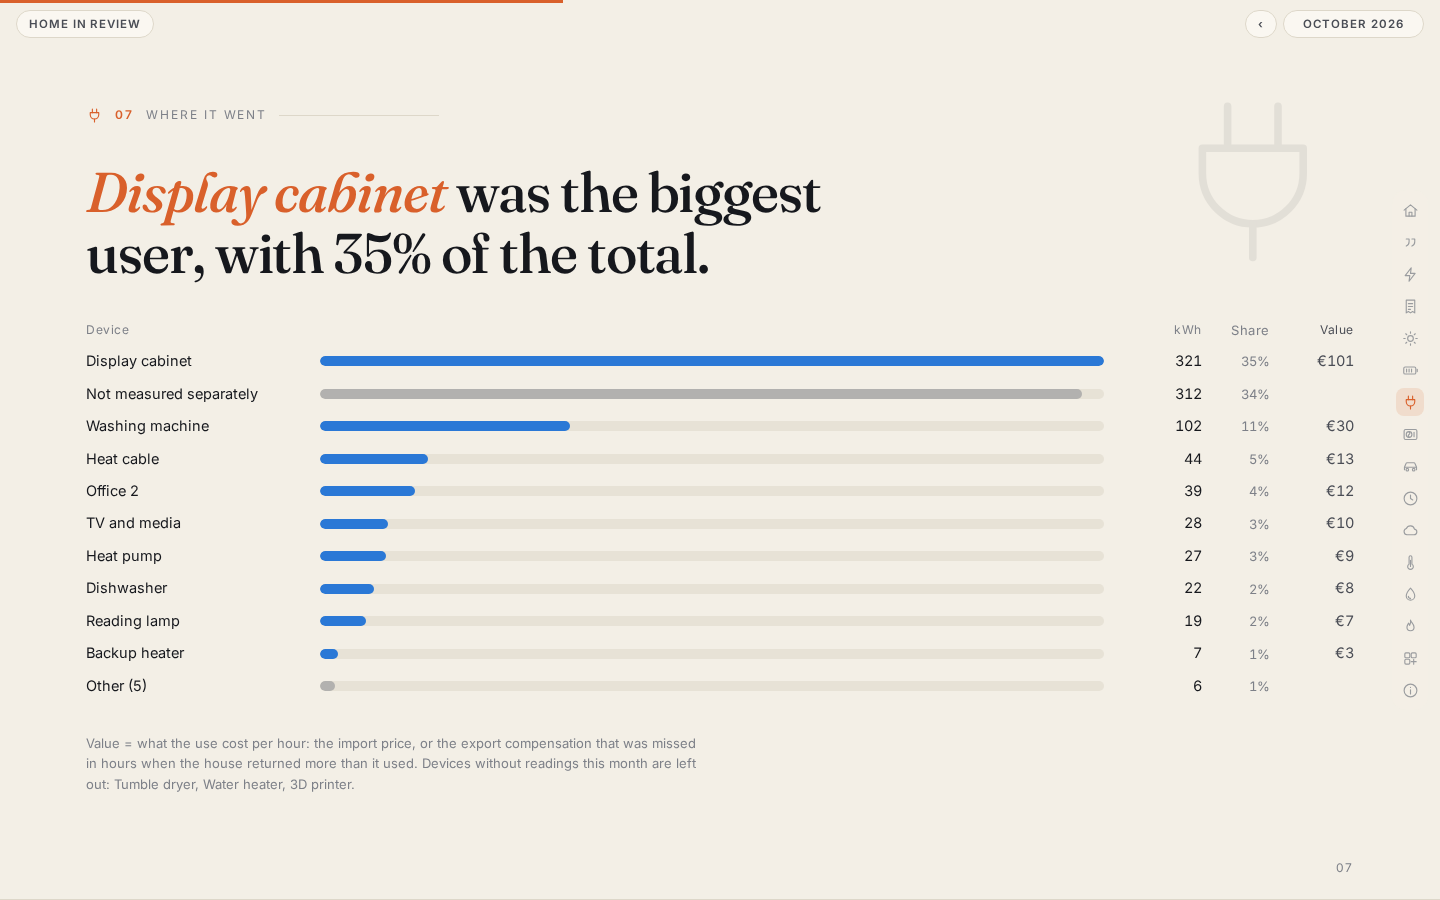 HOME IN REVIEW
‹ OCTOBER 2026
07 WHERE IT WENT
Display cabinet was the biggest
user, with 35% of the total.
Device kWh Share Value
Display cabinet 321 35% €101
Not measured separately 312 34%
Washing machine 102 11% €30
Heat cable 44 5% €13
Office 2 39 4% €12
TV and media 28 3% €10
Heat pump 27 3% €9
Dishwasher 22 2% €8
Reading lamp 19 2% €7
Backup heater 7 1% €3
Other (5) 6 1%
Value = what the use cost per hour: the import price, or the export compensation that was missed
in hours when the house returned more than it used. Devices without readings this month are left
out: Tumble dryer, Water heater, 3D printer.
07